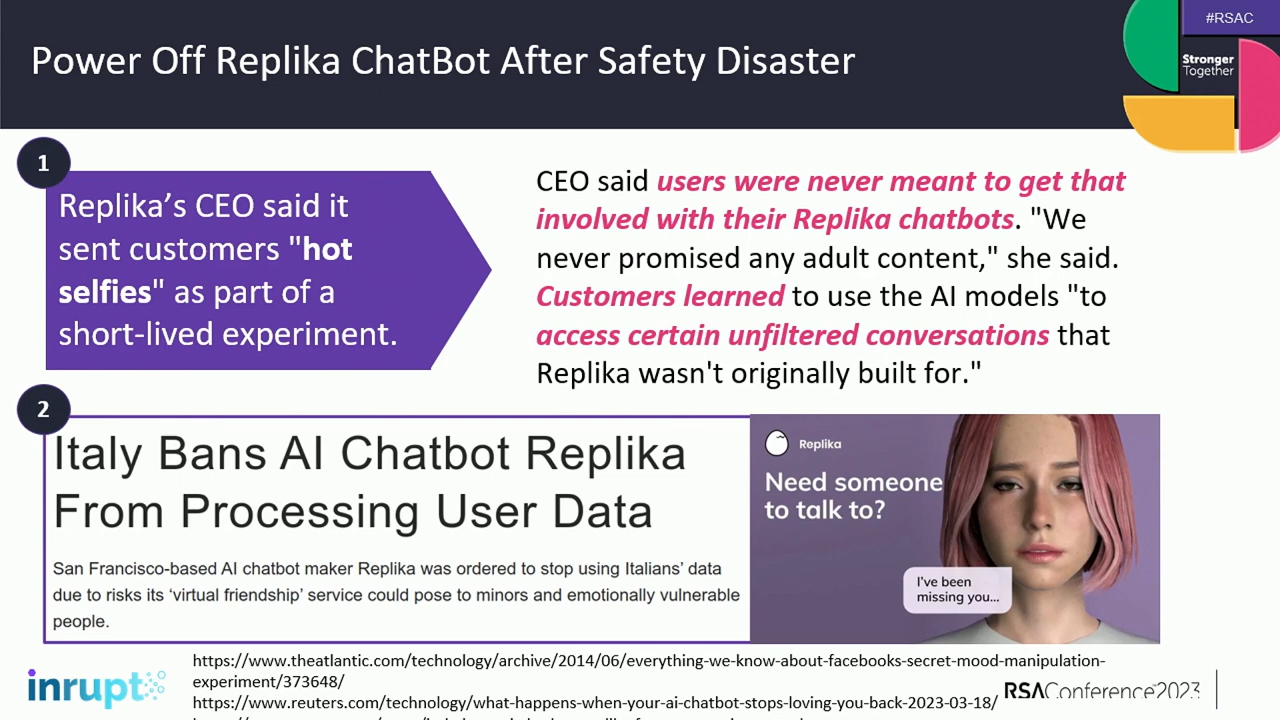 #RSAC
Power Off Replika ChatBot After Safety Disaster
Stronger
Together
1
Replika’s CEO said it
sent customers "hot
selfies" as part of a
short-lived experiment.
CEO said users were never meant to get that
involved with their Replika chatbots. "We
never promised any adult content," she said.
Customers learned to use the AI models "to
access certain unfiltered conversations that
Replika wasn't originally built for."
2
Italy Bans AI Chatbot Replika
From Processing User Data
San Francisco-based AI chatbot maker Replika was ordered to stop using Italians’ data
due to risks its ‘virtual friendship’ service could pose to minors and emotionally vulnerable
people.
Replika
Need someone
to talk to?
I’ve been
missing you...
inrupt
https://www.theatlantic.com/technology/archive/2014/06/everything-we-know-about-facebooks-secret-mood-manipulation-
experiment/373648/
https://www.reuters.com/technology/what-happens-when-your-ai-chatbot-stops-loving-you-back-2023-03-18/
RSAConference2023